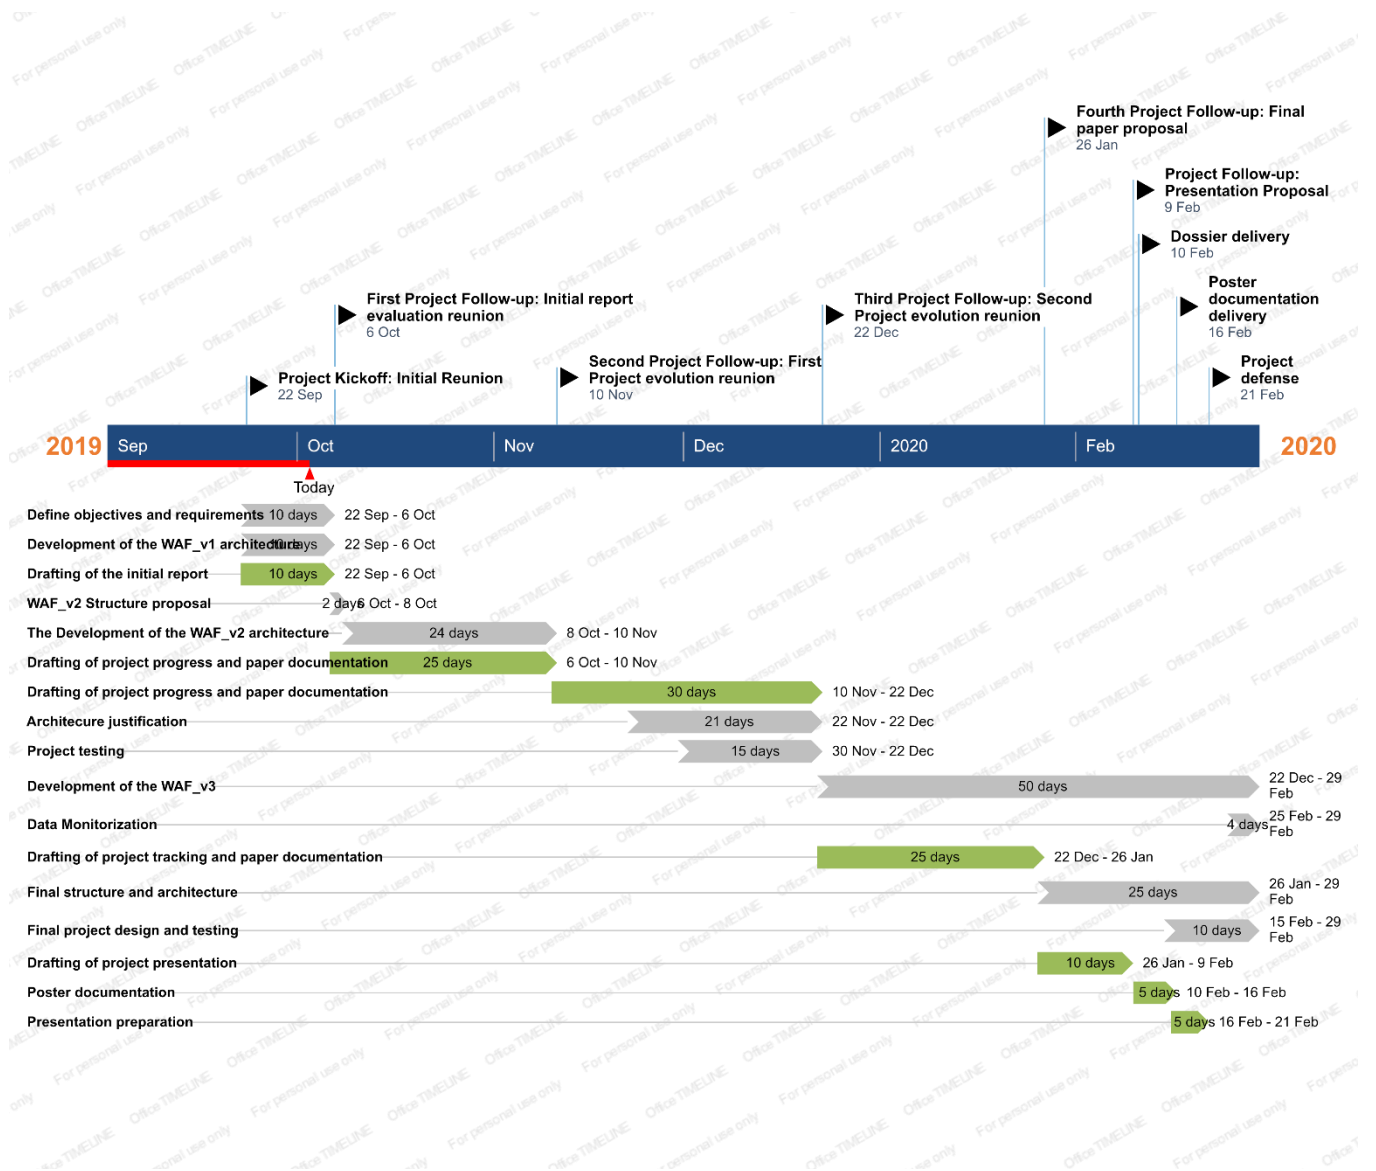 Fourth Project Follow-up: Final
paper proposal
26 Jan
Project Follow-up:
Presentation Proposal
9 Feb
Dossier delivery
10 Feb
Poster
documentation
delivery
16 Feb
First Project Follow-up: Initial report
evaluation reunion
6 Oct
Third Project Follow-up: Second
Project evolution reunion
22 Dec
Second Project Follow-up: First
Project evolution reunion
10 Nov
Project
defense
21 Feb
Project Kickoff: Initial Reunion
22 Sep
2019 Sep Oct Nov Dec 2020 Feb 2020
Today
Define objectives and requirements 10 days 22 Sep - 6 Oct
Development of the WAF_v1 architecture 10 days 22 Sep - 6 Oct
Drafting of the initial report 10 days 22 Sep - 6 Oct
WAF_v2 Structure proposal 2 days 6 Oct - 8 Oct
The Development of the WAF_v2 architecture 24 days 8 Oct - 10 Nov
Drafting of project progress and paper documentation 25 days 6 Oct - 10 Nov
Drafting of project progress and paper documentation 30 days 10 Nov - 22 Dec
Architecure justification 21 days 22 Nov - 22 Dec
Project testing 15 days 30 Nov - 22 Dec
Development of the WAF_v3 50 days 22 Dec - 29
Feb
Data Monitorization 4 days 25 Feb - 29
Feb
Drafting of project tracking and paper documentation 25 days 22 Dec - 26 Jan
Final structure and architecture 25 days 26 Jan - 29
Feb
Final project design and testing 10 days 15 Feb - 29
Feb
Drafting of project presentation 10 days 26 Jan - 9 Feb
Poster documentation 5 days 10 Feb - 16 Feb
Presentation preparation 5 days 16 Feb - 21 Feb
Office TIMELINE
For personal use only